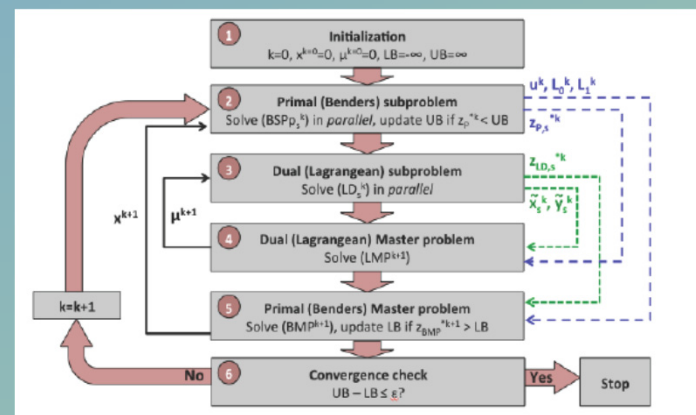 1
Initialization
k=0, x^k=0=0, μ^k=0=0, LB=-∞, UB=∞
2
Primal (Benders) subproblem
Solve (BSPp_s^k) in parallel, update UB if z_P^*k < UB
u^k, L_0^k, L_1^k
z_P,s^*k
3
Dual (Lagrangean) subproblem
Solve (LD_s^k) in parallel
z_LD,s^*k
x̃_s^k, ỹ_s^k
x^k+1
μ^k+1
4
Dual (Lagrangean) Master problem
Solve (LMP^k+1)
k=k+1
5
Primal (Benders) Master problem
Solve (BMP^k+1), update LB if z_BMP^*k+1 > LB
No
6
Convergence check
UB – LB ≤ ε?
Yes
Stop